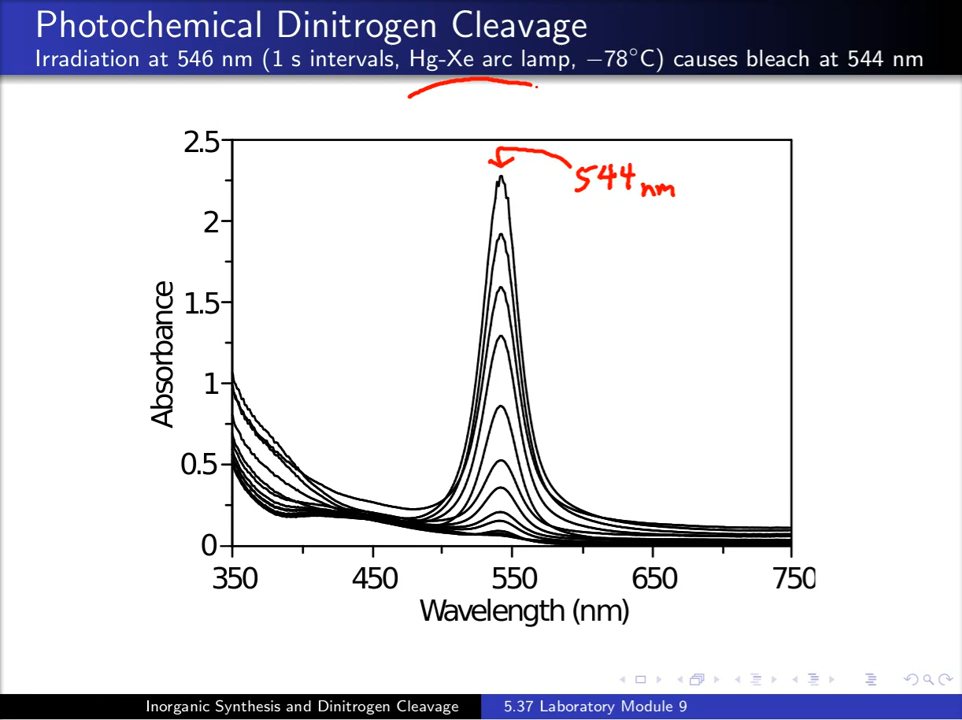 Photochemical Dinitrogen Cleavage
Irradiation at 546 nm (1 s intervals, Hg-Xe arc lamp, −78°C) causes bleach at 544 nm
544 nm
2.5
2
1.5
1
0.5
0
Absorbance
350 450 550 650 750
Wavelength (nm)
Inorganic Synthesis and Dinitrogen Cleavage 5.37 Laboratory Module 9